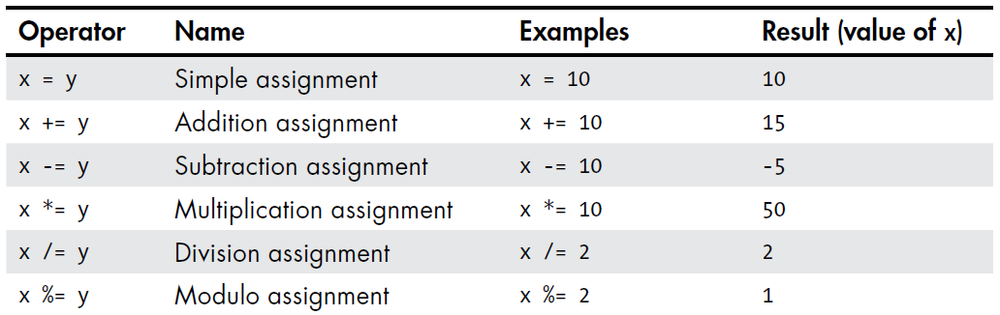 Operator Name Examples Result (value of x)
x = y Simple assignment x = 10 10
x += y Addition assignment x += 10 15
x -= y Subtraction assignment x -= 10 -5
x *= y Multiplication assignment x *= 10 50
x /= y Division assignment x /= 2 2
x %= y Modulo assignment x %= 2 1